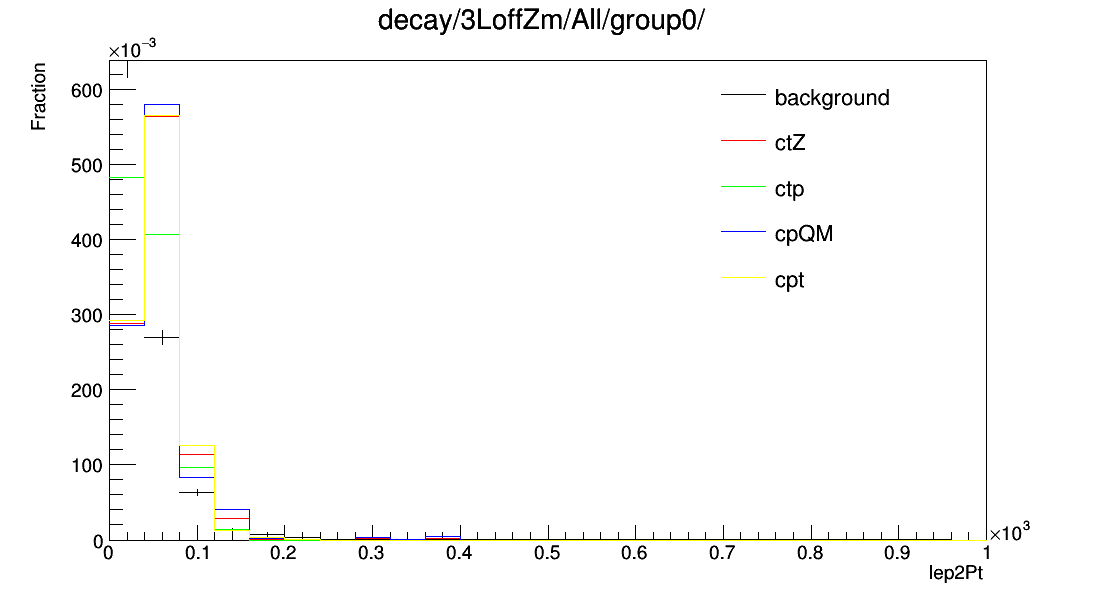 decay/3LoffZm/All/group0/
×10⁻³
Fraction
600
500
400
300
200
100
0
background
ctZ
ctp
cpQM
cpt
0 0.1 0.2 0.3 0.4 0.5 0.6 0.7 0.8 0.9 1
×10³
lep2Pt